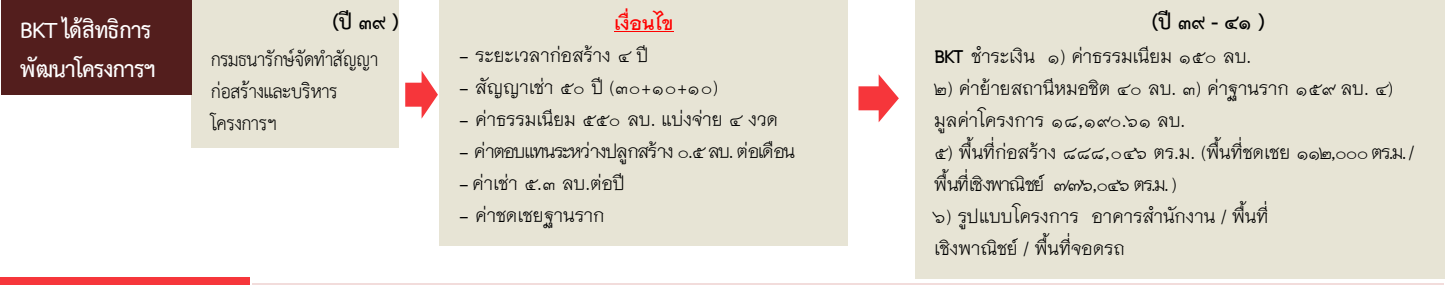 BKT ได้สิทธิการ
พัฒนาโครงการฯ
(ปี ๓๙ )
กรมธนารักษ์จัดทำสัญญา
ก่อสร้างและบริหาร
โครงการฯ
เงื่อนไข
– ระยะเวลาก่อสร้าง ๔ ปี
– สัญญาเช่า ๕๐ ปี (๓๐+๑๐+๑๐)
– ค่าธรรมเนียม ๕๕๐ ลบ. แบ่งจ่าย ๔ งวด
– ค่าตอบแทนระหว่างปลูกสร้าง ๐.๕ ลบ. ต่อเดือน
– ค่าเช่า ๕.๓ ลบ.ต่อปี
– ค่าชดเชยฐานราก
(ปี ๓๙ - ๔๑ )
BKT ชำระเงิน ๑) ค่าธรรมเนียม ๑๕๐ ลบ.
๒) ค่าย้ายสถานีหมอชิต ๔๐ ลบ. ๓) ค่าฐานราก ๑๕๙ ลบ. ๔)
มูลค่าโครงการ ๑๘,๑๙๐.๖๑ ลบ.
๕) พื้นที่ก่อสร้าง ๘๘๘,๐๔๖ ตร.ม. (พื้นที่ชดเชย ๑๑๒,๐๐๐ ตร.ม./
พื้นที่เชิงพาณิชย์ ๗๗๖,๐๔๖ ตร.ม. )
๖) รูปแบบโครงการ อาคารสำนักงาน / พื้นที่
เชิงพาณิชย์ / พื้นที่จอดรถ